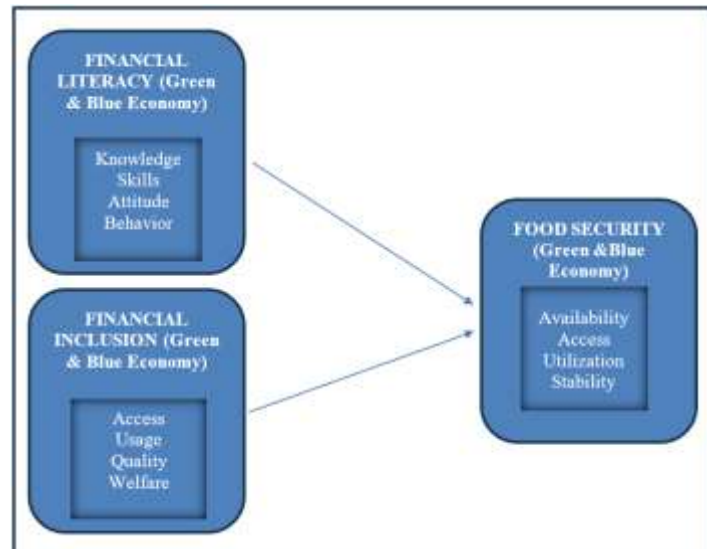 FINANCIAL
LITERACY (Green
& Blue Economy)
Knowledge
Skills
Attitude
Behavior
FINANCIAL
INCLUSION (Green
& Blue Economy)
Access
Usage
Quality
Welfare
FOOD SECURITY
(Green &Blue
Economy)
Availability
Access
Utilization
Stability